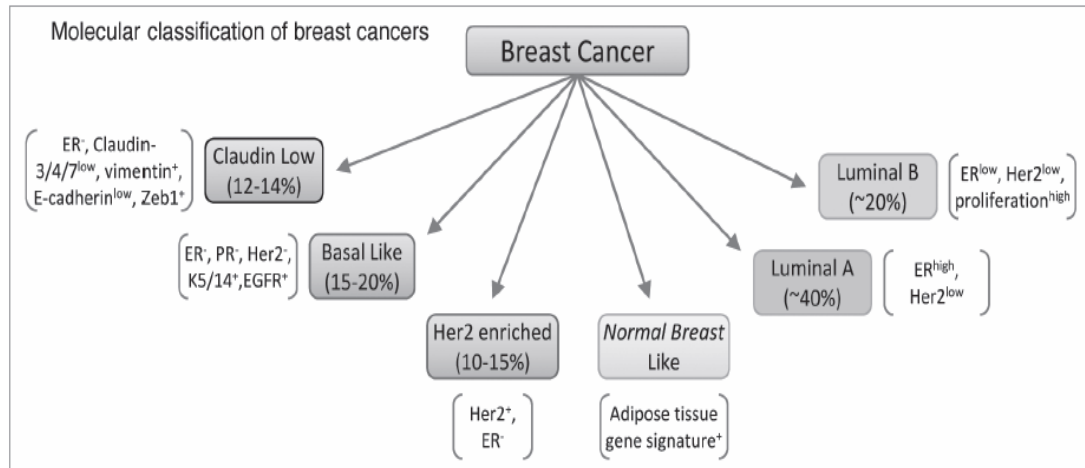 Molecular classification of breast cancers
Breast Cancer
ER⁻, Claudin-
3/4/7ˡᵒʷ, vimentin⁺,
E-cadherinˡᵒʷ, Zeb1⁺
Claudin Low
(12-14%)
ER⁻, PR⁻, Her2⁻,
K5/14⁺,EGFR⁺
Basal Like
(15-20%)
Her2 enriched
(10-15%)
Her2⁺,
ER⁻
Normal Breast
Like
Adipose tissue
gene signature⁺
Luminal A
(~40%)
ERʰⁱᵍʰ,
Her2ˡᵒʷ
Luminal B
(~20%)
ERˡᵒʷ, Her2ˡᵒʷ,
proliferationʰⁱᵍʰ